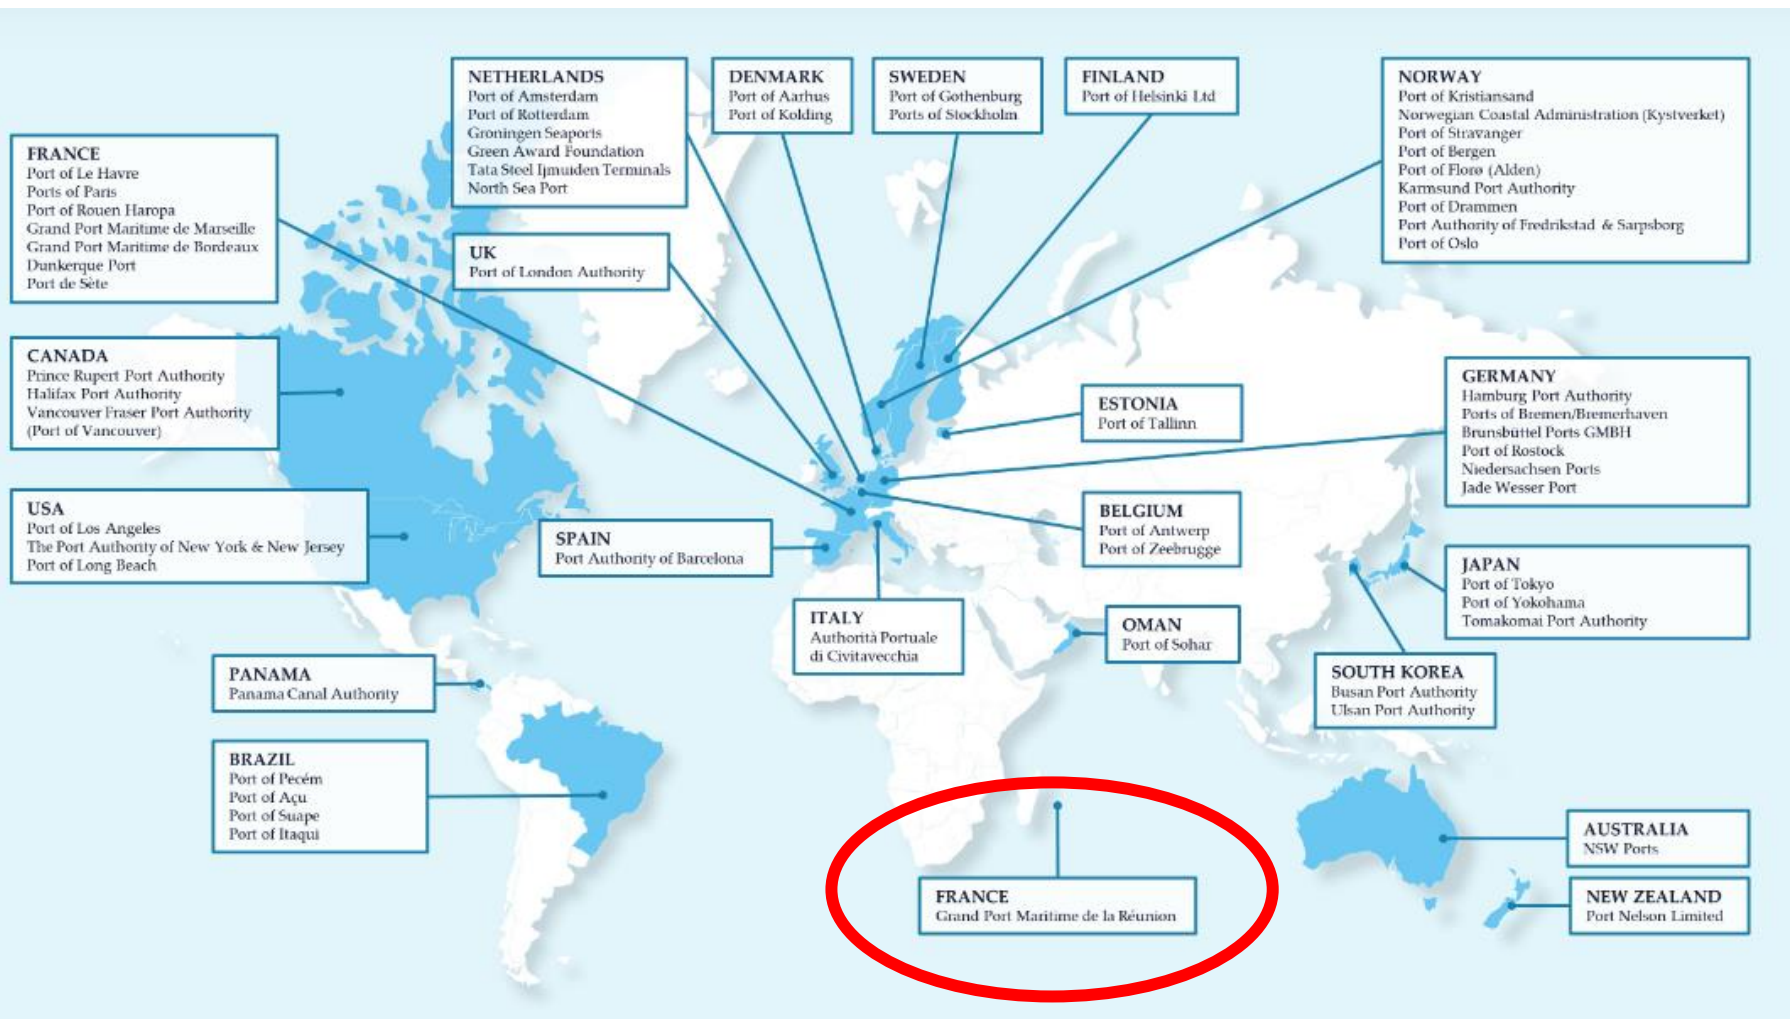 NETHERLANDS
Port of Amsterdam
Port of Rotterdam
Groningen Seaports
Green Award Foundation
Tata Steel Ijmuiden Terminals
North Sea Port
DENMARK
Port of Aarhus
Port of Kolding
SWEDEN
Port of Gothenburg
Ports of Stockholm
FINLAND
Port of Helsinki Ltd
NORWAY
Port of Kristiansand
Norwegian Coastal Administration (Kystverket)
Port of Stravanger
Port of Bergen
Port of Florø (Alden)
Karmsund Port Authority
Port of Drammen
Port Authority of Fredrikstad & Sarpsborg
Port of Oslo
FRANCE
Port of Le Havre
Ports of Paris
Port of Rouen Haropa
Grand Port Maritime de Marseille
Grand Port Maritime de Bordeaux
Dunkerque Port
Port de Sète
UK
Port of London Authority
CANADA
Prince Rupert Port Authority
Halifax Port Authority
Vancouver Fraser Port Authority
(Port of Vancouver)
GERMANY
Hamburg Port Authority
Ports of Bremen/Bremerhaven
Brunsbüttel Ports GMBH
Port of Rostock
Niedersachsen Ports
Jade Wesser Port
ESTONIA
Port of Tallinn
USA
Port of Los Angeles
The Port Authority of New York & New Jersey
Port of Long Beach
SPAIN
Port Authority of Barcelona
BELGIUM
Port of Antwerp
Port of Zeebrugge
JAPAN
Port of Tokyo
Port of Yokohama
Tomakomai Port Authority
ITALY
Authorità Portuale
di Civitavecchia
OMAN
Port of Sohar
PANAMA
Panama Canal Authority
SOUTH KOREA
Busan Port Authority
Ulsan Port Authority
BRAZIL
Port of Pecém
Port of Açu
Port of Suape
Port of Itaqui
AUSTRALIA
NSW Ports
FRANCE
Grand Port Maritime de la Réunion
NEW ZEALAND
Port Nelson Limited